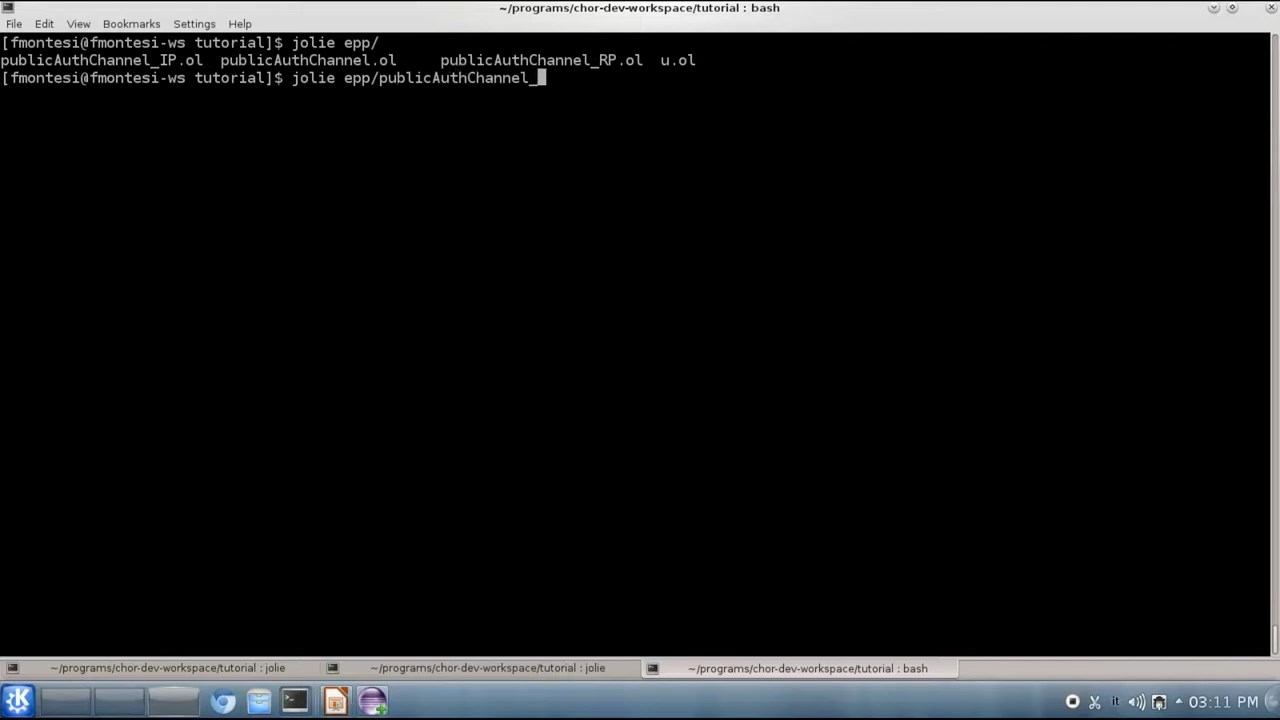 ~/programs/chor-dev-workspace/tutorial : bash
File Edit View Bookmarks Settings Help
[fmontesi@fmontesi-ws tutorial]$ jolie epp/
publicAuthChannel_IP.ol publicAuthChannel.ol publicAuthChannel_RP.ol u.ol
[fmontesi@fmontesi-ws tutorial]$ jolie epp/publicAuthChannel_
~/programs/chor-dev-workspace/tutorial : jolie ~/programs/chor-dev-workspace/tutorial : jolie ~/programs/chor-dev-workspace/tutorial : bash
it 03:11 PM